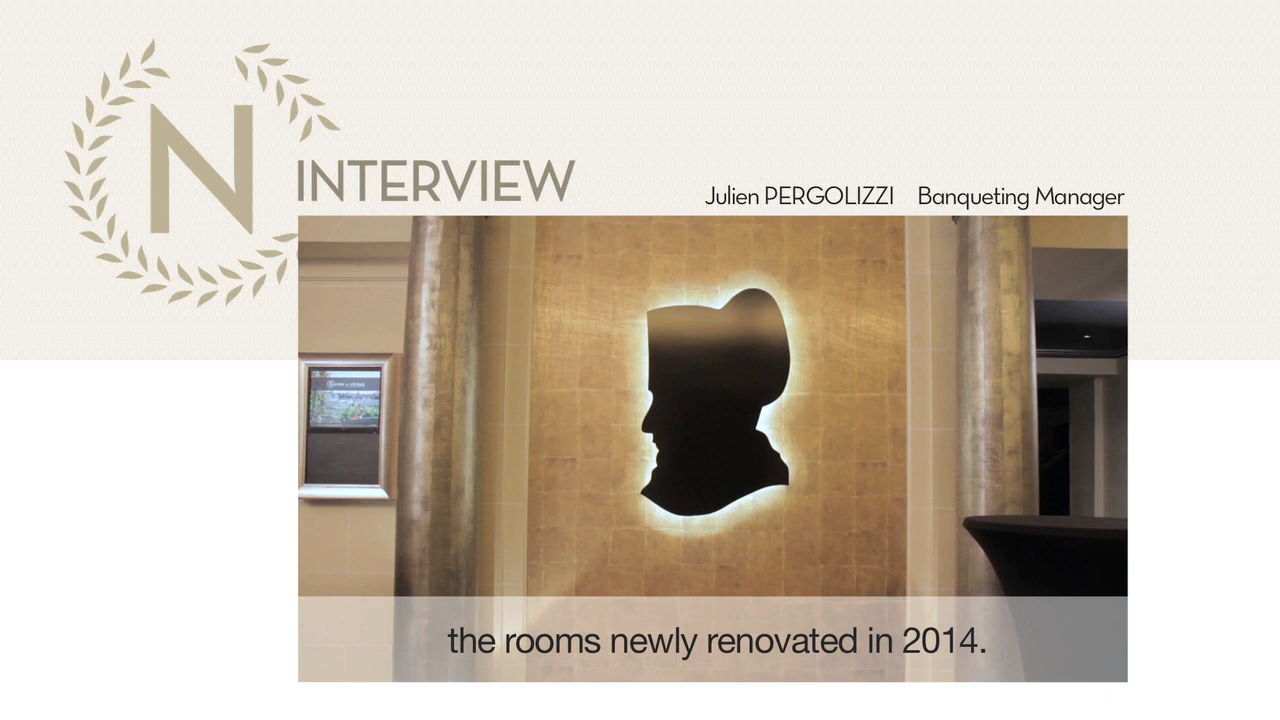 N
INTERVIEW
Julien PERGOLIZZI Banqueting Manager
the rooms newly renovated in 2014.